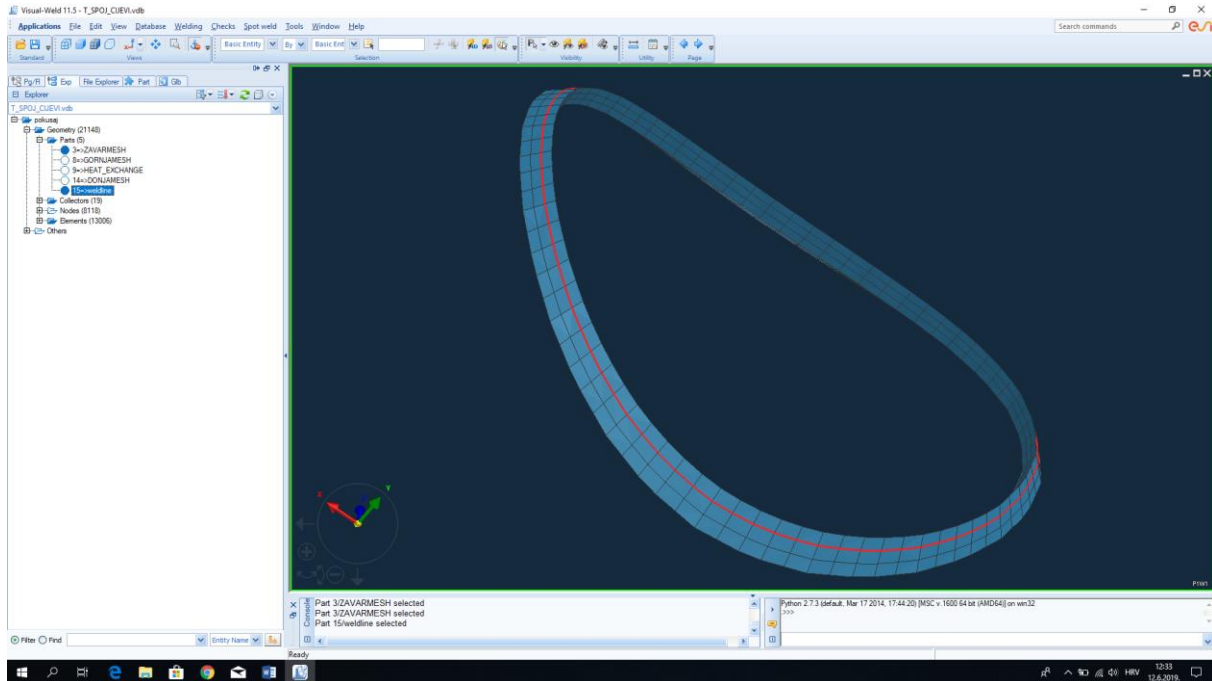 Visual-Weld 11.5 - T_SPOJ_CIJEVI.vdb
Applications File Edit View Database Welding Checks Spot weld Tools Window Help
Search commands
Basic Entity By Basic Enti
Standard Views Selection Visibility Utility Page
Pg/R Exp File Explorer Part Glb
Explorer
T_SPOJ_CIJEVI.vdb
pokusaj
Geometry (21148)
Parts (5)
3=>ZAVARMESH
8=>GORNJAMESH
9=>HEAT_EXCHANGE
14=>DONJAMESH
15=>weldline
Collectors (19)
Nodes (8118)
Elements (13006)
Others
X
Y
P1W1
Console
Part 3/ZAVARMESH selected
Part 3/ZAVARMESH selected
Part 15/weldline selected
Python 2.7.3 (default, Mar 17 2014, 17:44:20) [MSC v.1600 64 bit (AMD64)] on win32
>>>
Filter Find Entity Name
Ready
HRV
12:33
12.6.2019.